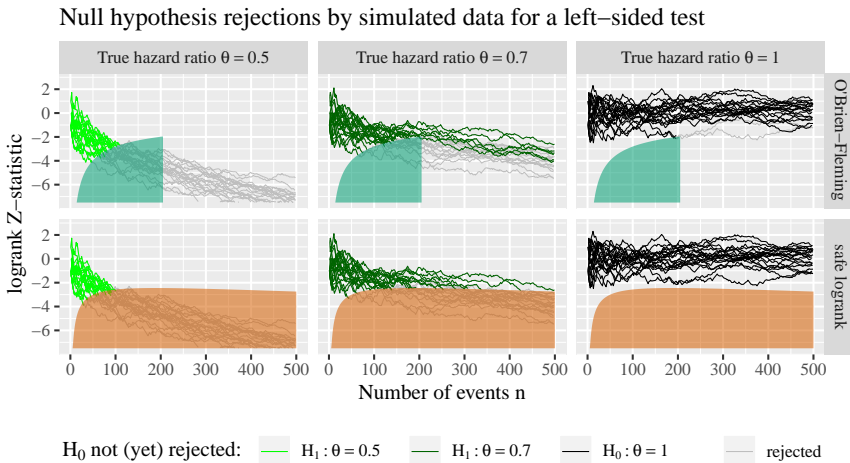 Null hypothesis rejections by simulated data for a left−sided test
True hazard ratio θ = 0.5
True hazard ratio θ = 0.7
True hazard ratio θ = 1
O'Brien−Fleming
safe logrank
logrank Z−statistic
2
0
−2
−4
−6
2
0
−2
−4
−6
0 100 200 300 400 500
0 100 200 300 400 500
0 100 200 300 400 500
Number of events n
H₀ not (yet) rejected:
H₁ : θ = 0.5
H₁ : θ = 0.7
H₀ : θ = 1
rejected